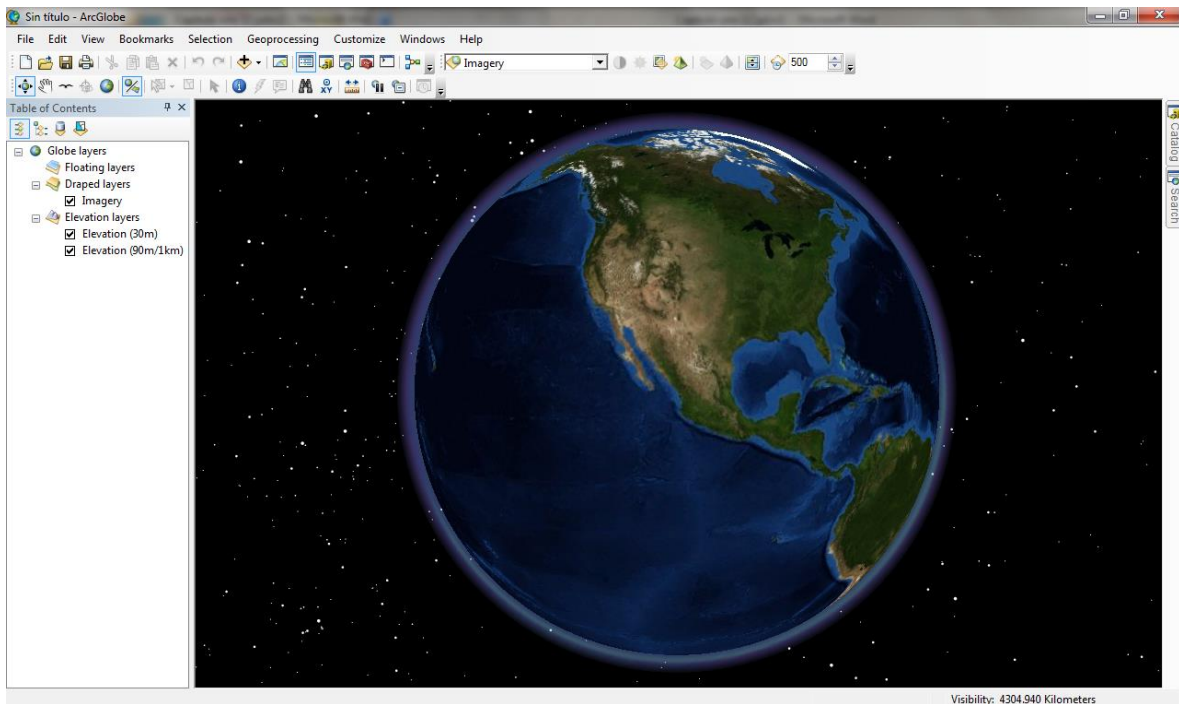 Sin título - ArcGlobe
File Edit View Bookmarks Selection Geoprocessing Customize Windows Help
Imagery 500
Table of Contents
Globe layers
Floating layers
Draped layers
Imagery
Elevation layers
Elevation (30m)
Elevation (90m/1km)
Catalog
Search
Visibility: 4304.940 Kilometers